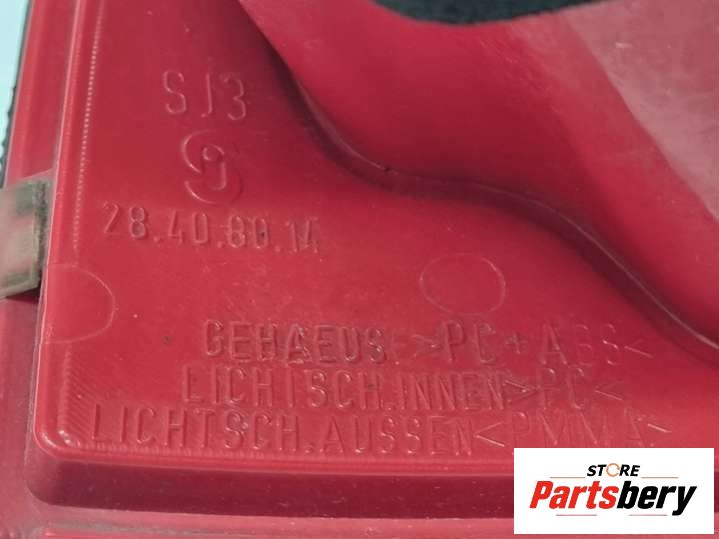 SJ3
28.40.80.14
GEHAEUSE >PC+ABS<
LICHTSCH.INNEN>PC<
LICHTSCH.AUSSEN<PMMA>
STORE
Partsbery